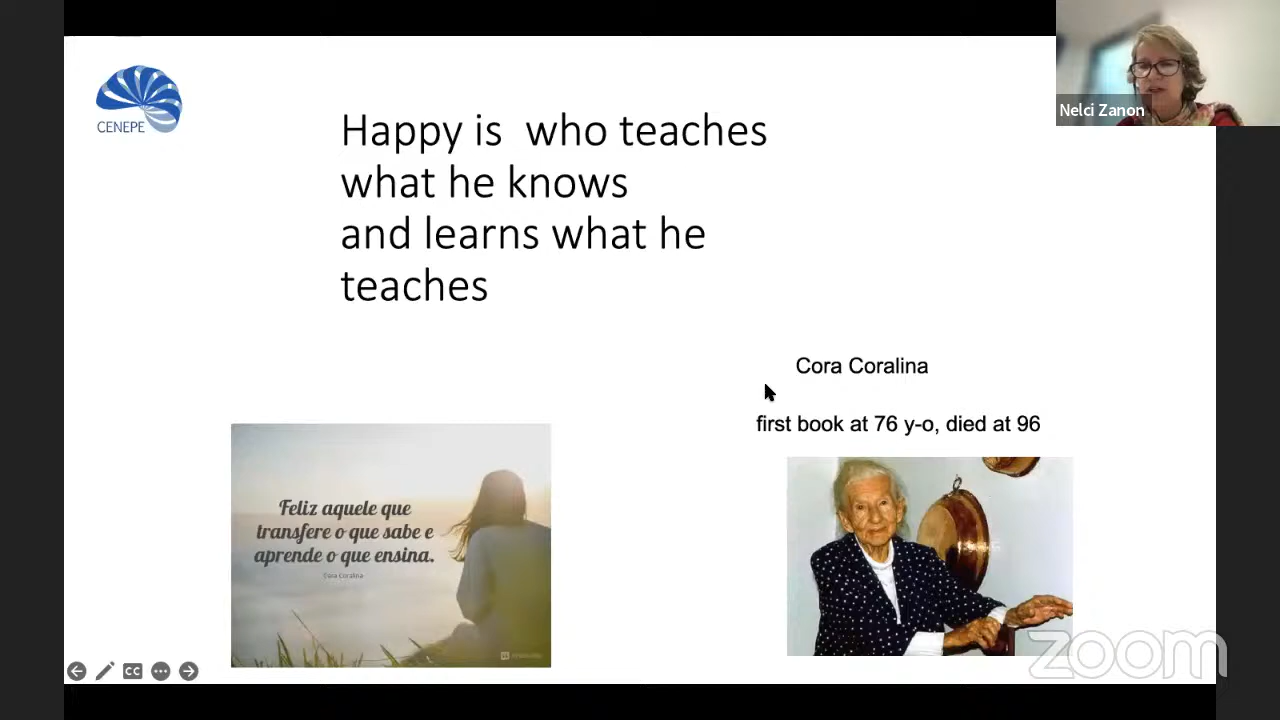 CENEPE
Happy is  who teaches
what he knows
and learns what he
teaches
Nelci Zanon
Cora Coralina
first book at 76 y-o, died at 96
Feliz aquele que
transfere o que sabe e
aprende o que ensina.
Cora Coralina
CC
zoom